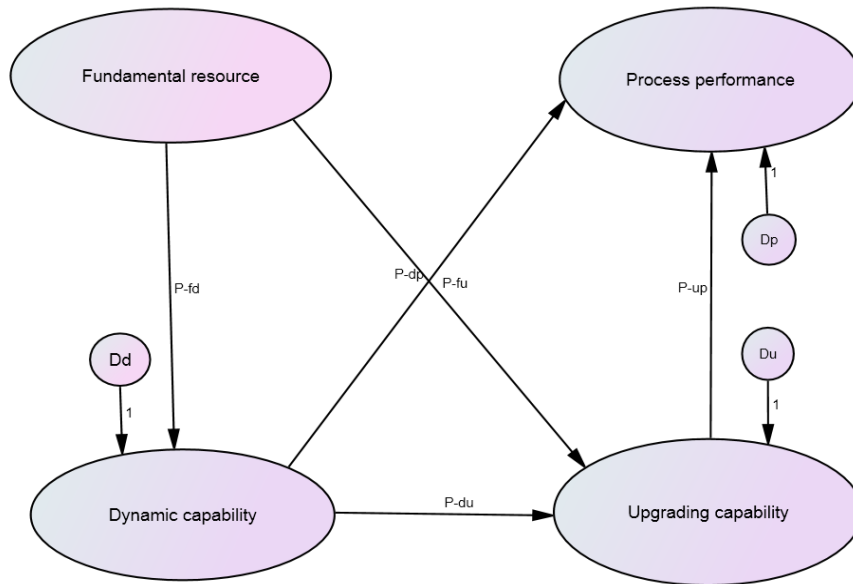 Fundamental resource
Process performance
1
Dp
P-dp
P-fu
P-fd
P-up
Dd
Du
1
1
P-du
Dynamic capability
Upgrading capability